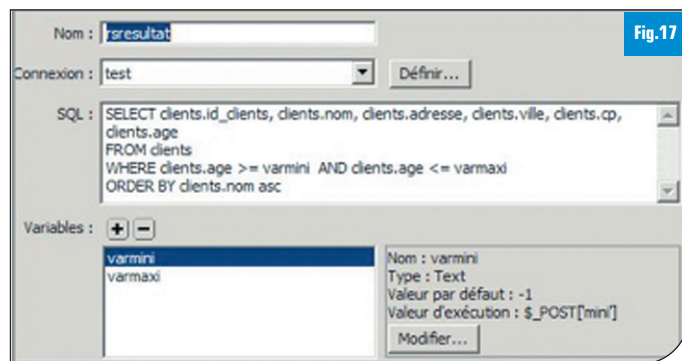 Fig.17
Nom : rsresultat
Connexion : test Définir...
SQL : SELECT clients.id_clients, clients.nom, clients.adresse, clients.ville, clients.cp,
clients.age
FROM clients
WHERE clients.age >= varmini AND clients.age <= varmaxi
ORDER BY clients.nom asc
Variables : + −
varmini
varmaxi
Nom : varmini
Type : Text
Valeur par défaut : -1
Valeur d'exécution : $_POST['mini']
Modifier...